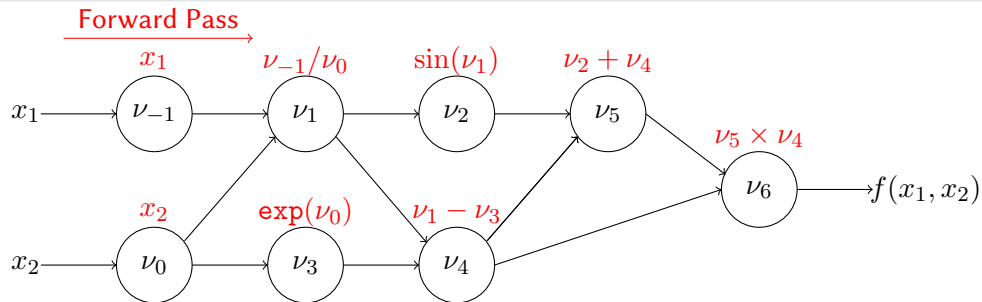 Forward Pass
x₁ ν₋₁/ν₀ sin(ν₁) ν₂ + ν₄
x₁ ν₋₁ ν₁ ν₂ ν₅
ν₅ × ν₄
ν₆ f(x₁, x₂)
x₂ exp(ν₀) ν₁ − ν₃
x₂ ν₀ ν₃ ν₄